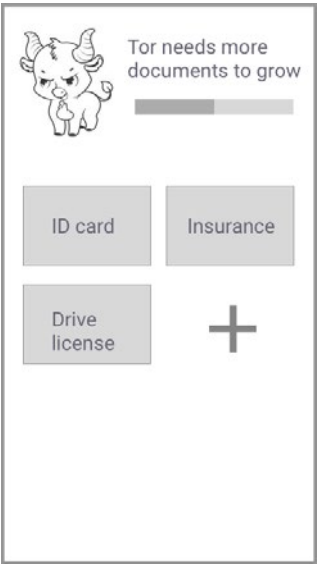 Tor needs more
documents to grow
ID card
Insurance
Drive
license